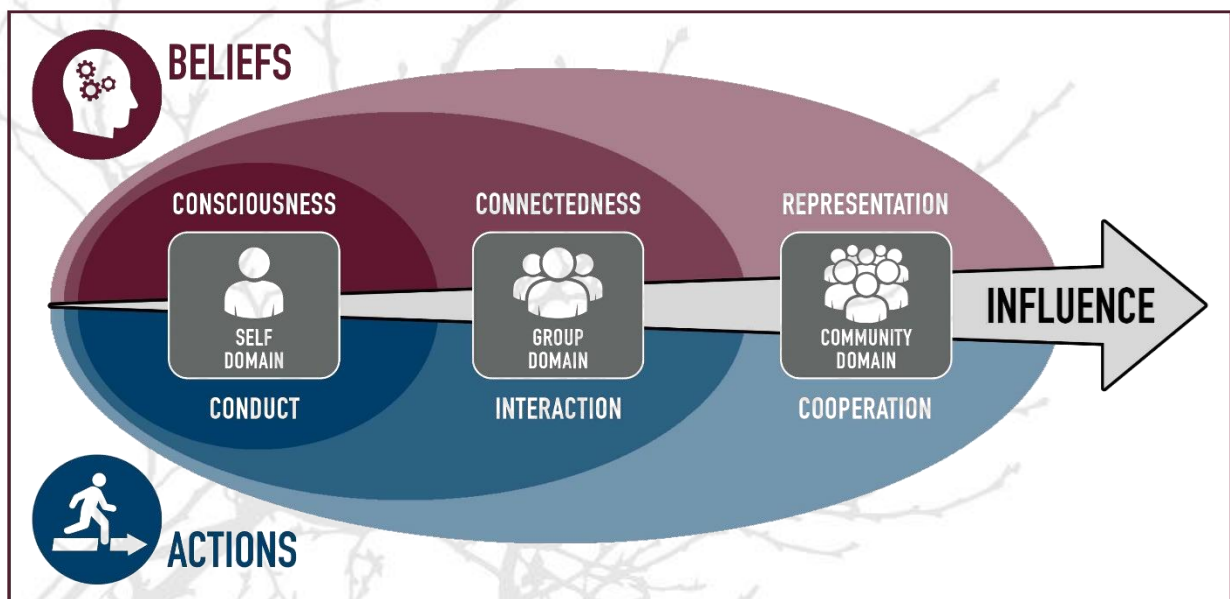 BELIEFS
CONSCIOUSNESS
CONNECTEDNESS
REPRESENTATION
SELF
DOMAIN
GROUP
DOMAIN
COMMUNITY
DOMAIN
INFLUENCE
CONDUCT
INTERACTION
COOPERATION
ACTIONS